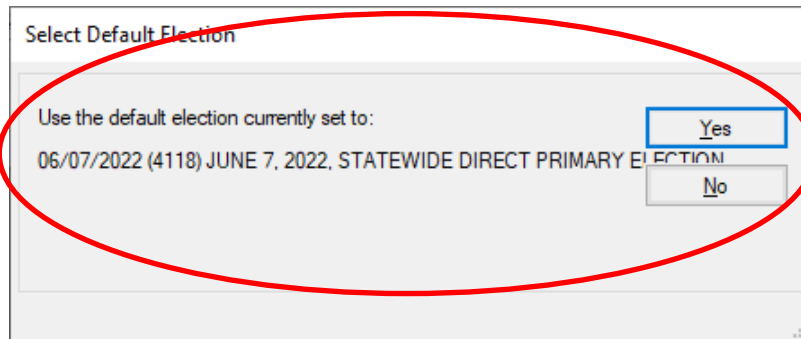 Select Default Election
Use the default election currently set to:
Yes
06/07/2022 (4118) JUNE 7, 2022, STATEWIDE DIRECT PRIMARY ELECTION
No